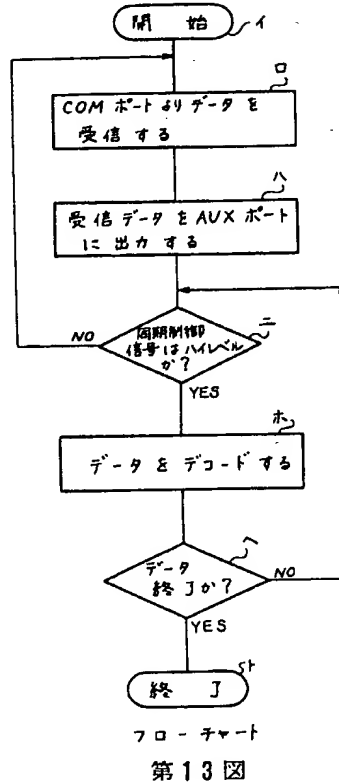 開始
イ
ロ
COMポートよりデータを
受信する
ハ
受信データをAUXポート
に出力する
ニ
同期制御
信号はハイレベル
か?
NO
YES
ホ
データをデコードする
ヘ
データ
終了か?
NO
YES
ト
終了
フローチャート
第13図